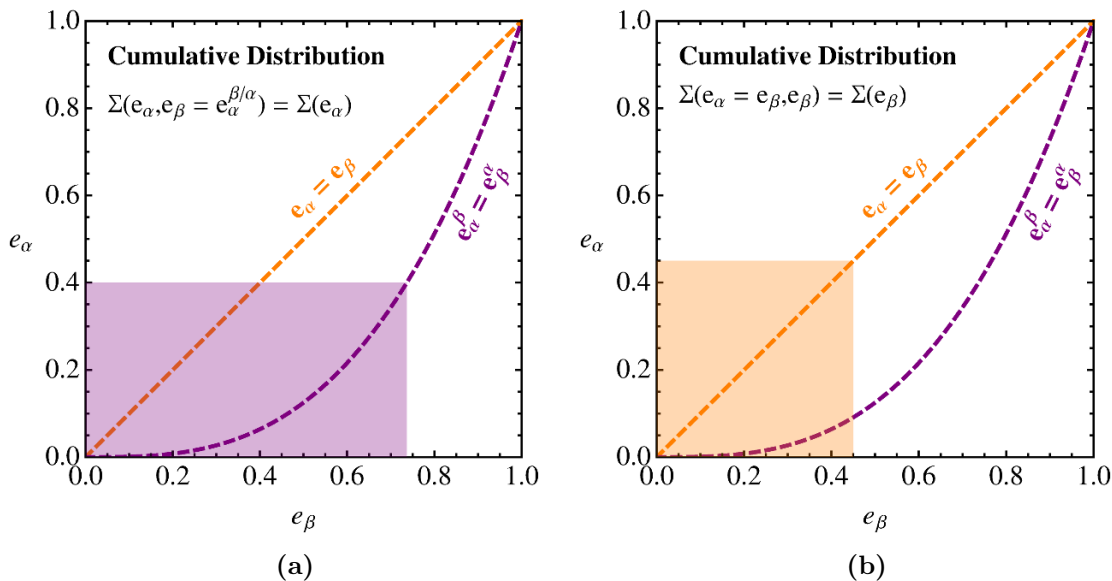 Cumulative Distribution
Σ(e_α,e_β = e_α^{β/α}) = Σ(e_α)
e_α = e_β
e_α^β = e_β^α
e_α
1.0
0.8
0.6
0.4
0.2
0.0
0.0 0.2 0.4 0.6 0.8 1.0
e_β
(a)
Cumulative Distribution
Σ(e_α = e_β,e_β) = Σ(e_β)
e_α = e_β
e_α^β = e_β^α
e_α
1.0
0.8
0.6
0.4
0.2
0.0
0.0 0.2 0.4 0.6 0.8 1.0
e_β
(b)